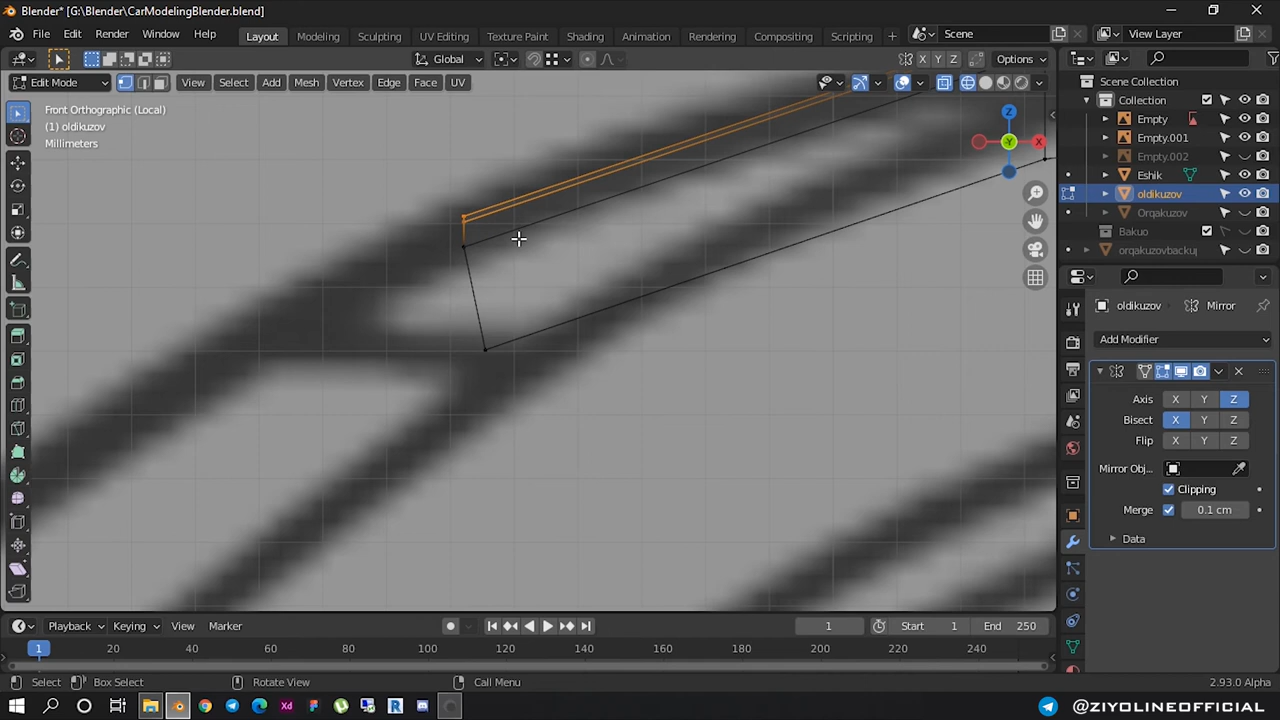 Blender* [G:\Blender\CarModelingBlender.blend]
File Edit Render Window Help
Layout Modeling Sculpting UV Editing Texture Paint Shading Animation Rendering Compositing Scripting
Scene
View Layer
Global
X Y Z
Options
Edit Mode
View Select Add Mesh Vertex Edge Face UV
Front Orthographic (Local)
(1) oldikuzov
Millimeters
Z
Y
X
Scene Collection
Collection
Empty
Empty.001
Empty.002
Eshik
oldikuzov
Orqakuzov
Bakuo
orqakuzovbackuj
oldikuzov Mirror
Add Modifier
Axis X Y Z
Bisect X Y Z
Flip X Y Z
Mirror Obj...
Clipping
Merge 0.1 cm
Data
Playback Keying View Marker
1
Start 1
End 250
1 20 40 60 80 100 120 140 160 180 200 220 240
Select Box Select Rotate View Call Menu
2.93.0 Alpha
Xd
R
@ZIYOLINEOFFICIAL